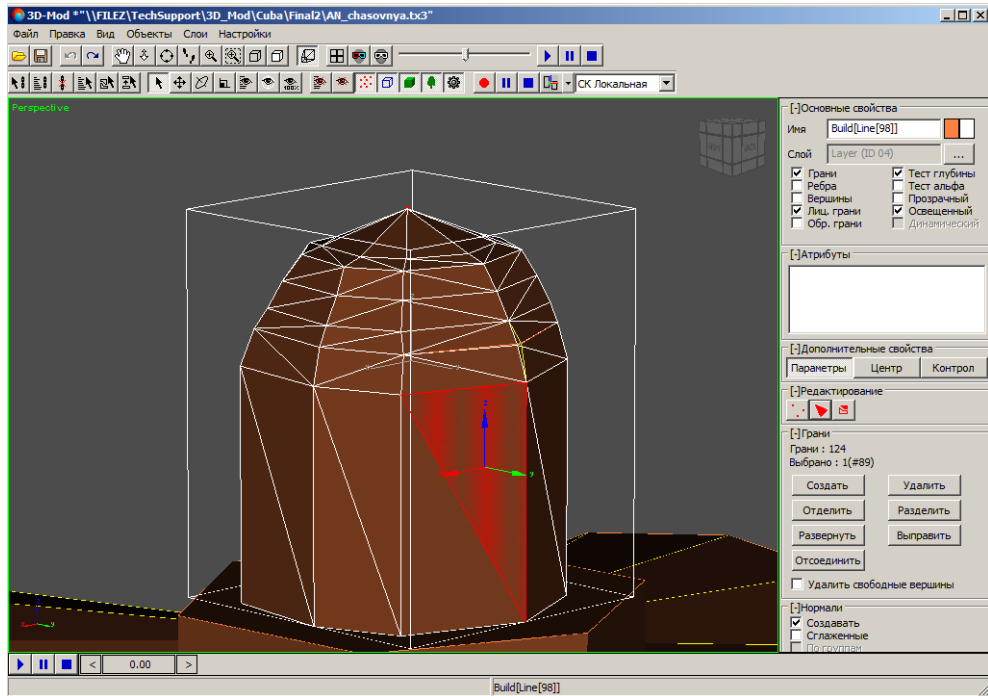 3D-Mod *"\\FILEZ\TechSupport\3D_Mod\Cuba\Final2\AN_chasovnya.tx3"
Файл Правка Вид Объекты Слои Настройки
100%
СК Локальная
Perspective
[-]Основные свойства
Имя Build[Line[98]]
Слой Layer (ID 04) ...
Грани Тест глубины
Ребра Тест альфа
Вершины Прозрачный
Лиц. грани Освещенный
Обр. грани Динамический
[-]Атрибуты
[-]Дополнительные свойства
Параметры Центр Контрол
[-]Редактирование
[-]Грани
Грани : 124
Выбрано : 1(#89)
Создать Удалить
Отделить Разделить
Развернуть Выправить
Отсоединить
Удалить свободные вершины
[-]Нормали
Создавать
Сглаженные
По группам
z
y
< 0.00 >
Build[Line[98]]